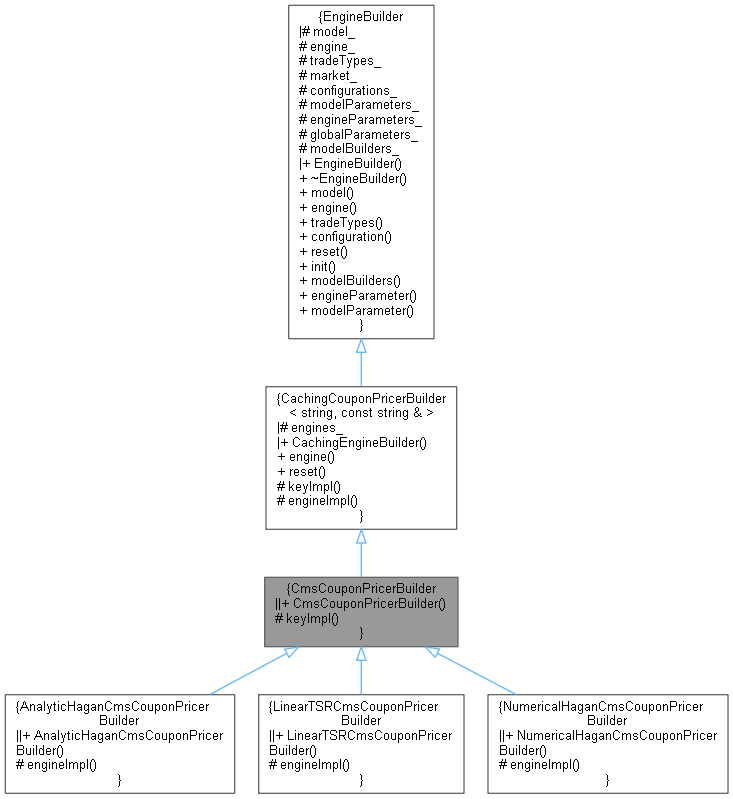 {EngineBuilder
|# model_
# engine_
# tradeTypes_
# market_
# configurations_
# modelParameters_
# engineParameters_
# globalParameters_
# modelBuilders_
|+ EngineBuilder()
+ ~EngineBuilder()
+ model()
+ engine()
+ tradeTypes()
+ configuration()
+ reset()
+ init()
+ modelBuilders()
+ engineParameter()
+ modelParameter()
}
{CachingCouponPricerBuilder
< string, const string & >
|# engines_
|+ CachingEngineBuilder()
+ engine()
+ reset()
# keyImpl()
# engineImpl()
}
{CmsCouponPricerBuilder
||+ CmsCouponPricerBuilder()
# keyImpl()
}
{AnalyticHaganCmsCouponPricer
Builder
||+ AnalyticHaganCmsCouponPricer
Builder()
# engineImpl()
}
{LinearTSRCmsCouponPricer
Builder
||+ LinearTSRCmsCouponPricer
Builder()
# engineImpl()
}
{NumericalHaganCmsCouponPricer
Builder
||+ NumericalHaganCmsCouponPricer
Builder()
# engineImpl()
}